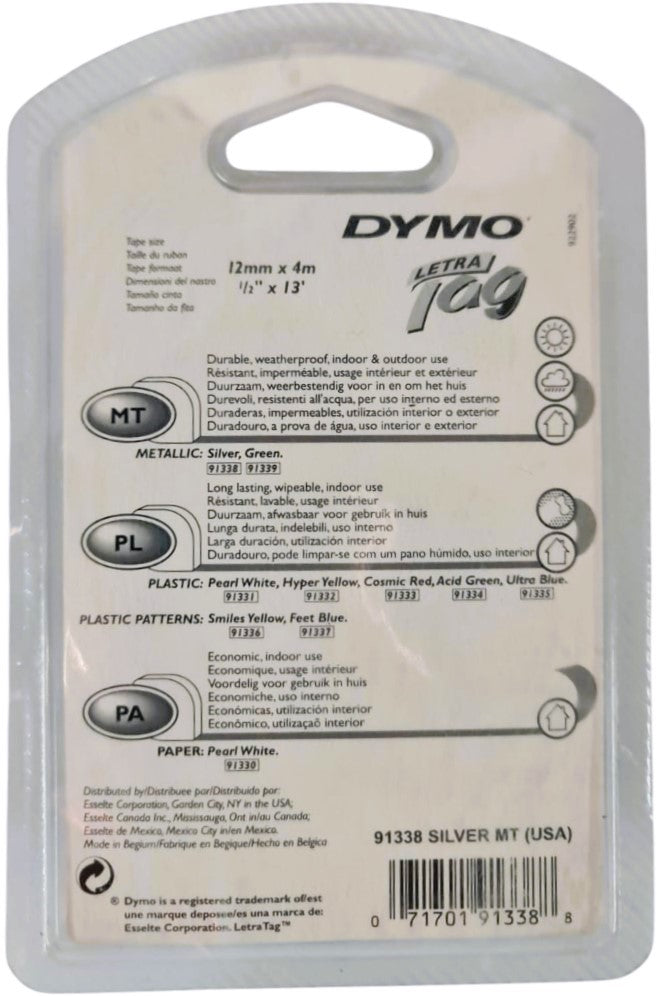 DYMO
922902
LETRA
Tag
Tape size
Taille du ruban
Tape formaat
Dimensioni del nastro
Tamaño cinta
Tamanho da fita
12mm x 4m
1/2" x 13'
Durable, weatherproof, indoor & outdoor use
Résistant, imperméable, usage intérieur et extérieur
Duurzaam, weerbestendig voor in en om het huis
Durevoli, resistenti all'acqua, per uso interno ed esterno
Duraderas, impermeables, utilización interior o exterior
Duradouro, a prova de água, uso interior e exterior
MT
METALLIC: Silver, Green.
91338 91339
Long lasting, wipeable, indoor use
Résistant, lavable, usage intérieur
Duurzaam, afwasbaar voor gebruik in huis
Lunga durata, indelebili, uso interno
Larga duración, utilización interior
Duradouro, pode limpar-se com um pano húmido, uso interior
PL
PLASTIC: Pearl White, Hyper Yellow, Cosmic Red, Acid Green, Ultra Blue.
91331 91332 91333 91334 91335
PLASTIC PATTERNS: Smiles Yellow, Feet Blue.
91336 91337
Economic, indoor use
Economique, usage intérieur
Voordelig voor gebruik in huis
Economiche, uso interno
Económicas, utilización interior
Econômico, utilizaçaõ interior
PA
PAPER: Pearl White.
91330
Distributed by/Distribuee par/Distribuido por:
Esselte Corporation, Garden City, NY in the USA;
Esselte Canada Inc., Mississauga, Ont in/au Canada;
Esselte de Mexico, Mexico City in/en Mexico.
Made in Begium/Fabrique en Begique/Hecho en Belgica
91338 SILVER MT (USA)
® Dymo is a registered trademark of/est
une marque deposee/es una marca de:
Esselte Corporation. LetraTag™
0 71701 91338 8